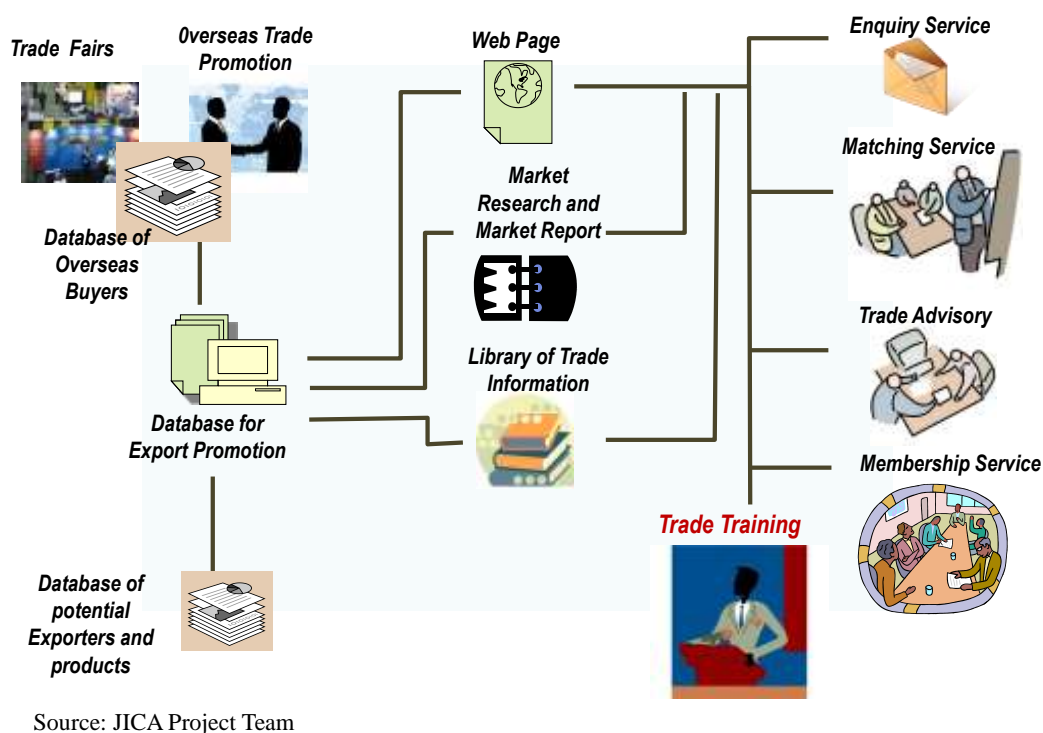 Trade Fairs
0verseas Trade
Promotion
Database of
Overseas
Buyers
Database for
Export Promotion
Database of
potential
Exporters and
products
Web Page
Market
Research and
Market Report
Library of Trade
Information
Trade Training
Enquiry Service
Matching Service
Trade Advisory
Membership Service
Source: JICA Project Team